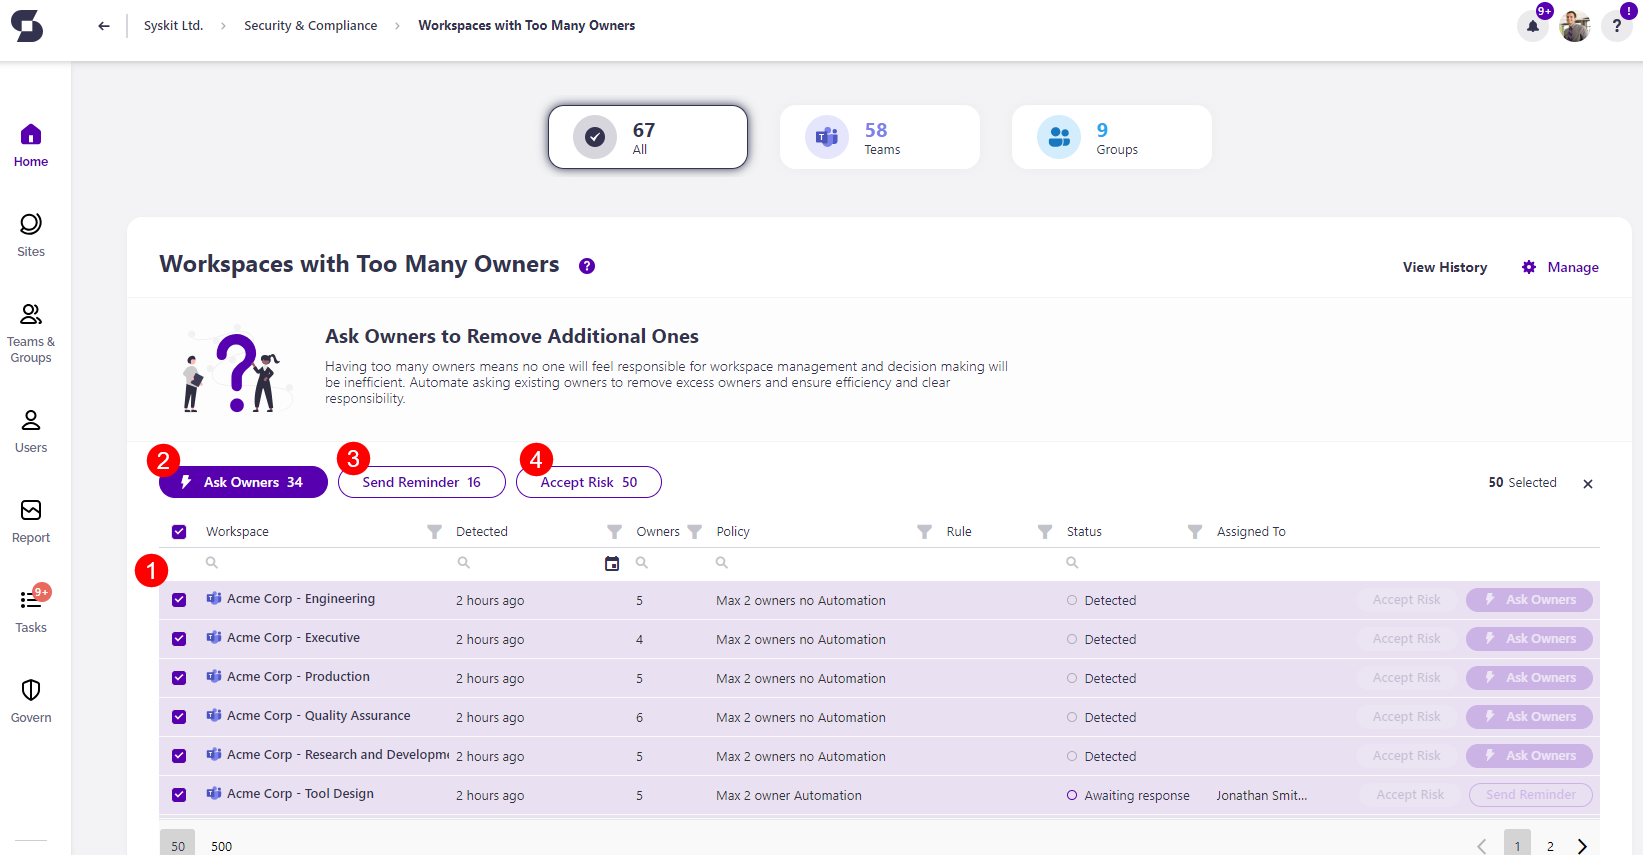 Syskit Ltd. > Security & Compliance > Workspaces with Too Many Owners
9+
!
?
Home
Sites
Teams &
Groups
Users
Report
9+
Tasks
Govern
67
All
58
Teams
9
Groups
Workspaces with Too Many Owners ?
View History
Manage
Ask Owners to Remove Additional Ones
Having too many owners means no one will feel responsible for workspace management and decision making will
be inefficient. Automate asking existing owners to remove excess owners and ensure efficiency and clear
responsibility.
2
3
4
Ask Owners 34
Send Reminder 16
Accept Risk 50
50 Selected
Workspace Detected Owners Policy Rule Status Assigned To
1
Acme Corp - Engineering 2 hours ago 5 Max 2 owners no Automation Detected Accept Risk Ask Owners
Acme Corp - Executive 2 hours ago 4 Max 2 owners no Automation Detected Accept Risk Ask Owners
Acme Corp - Production 2 hours ago 5 Max 2 owners no Automation Detected Accept Risk Ask Owners
Acme Corp - Quality Assurance 2 hours ago 6 Max 2 owners no Automation Detected Accept Risk Ask Owners
Acme Corp - Research and Developme 2 hours ago 5 Max 2 owners no Automation Detected Accept Risk Ask Owners
Acme Corp - Tool Design 2 hours ago 5 Max 2 owner Automation Awaiting response Jonathan Smit... Accept Risk Send Reminder
50 500
1 2